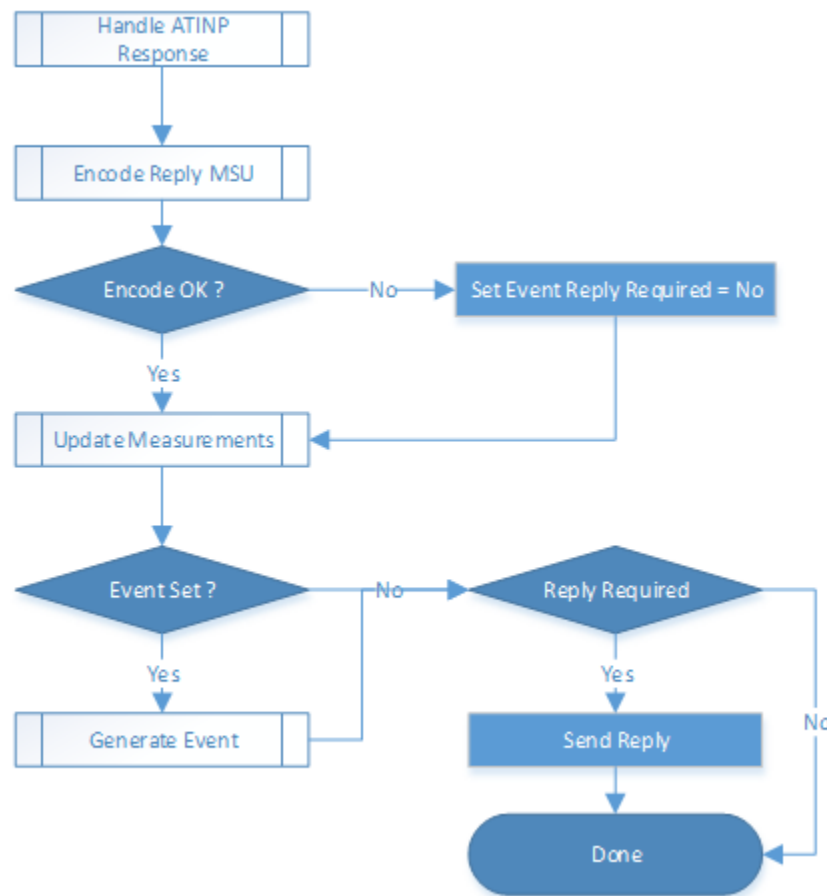 Handle ATINP
Response
Encode Reply MSU
Encode OK ?
No
Set Event Reply Required = No
Yes
Update Measurements
Event Set ?
No
Reply Required
Yes
Yes
No
Generate Event
Send Reply
Done